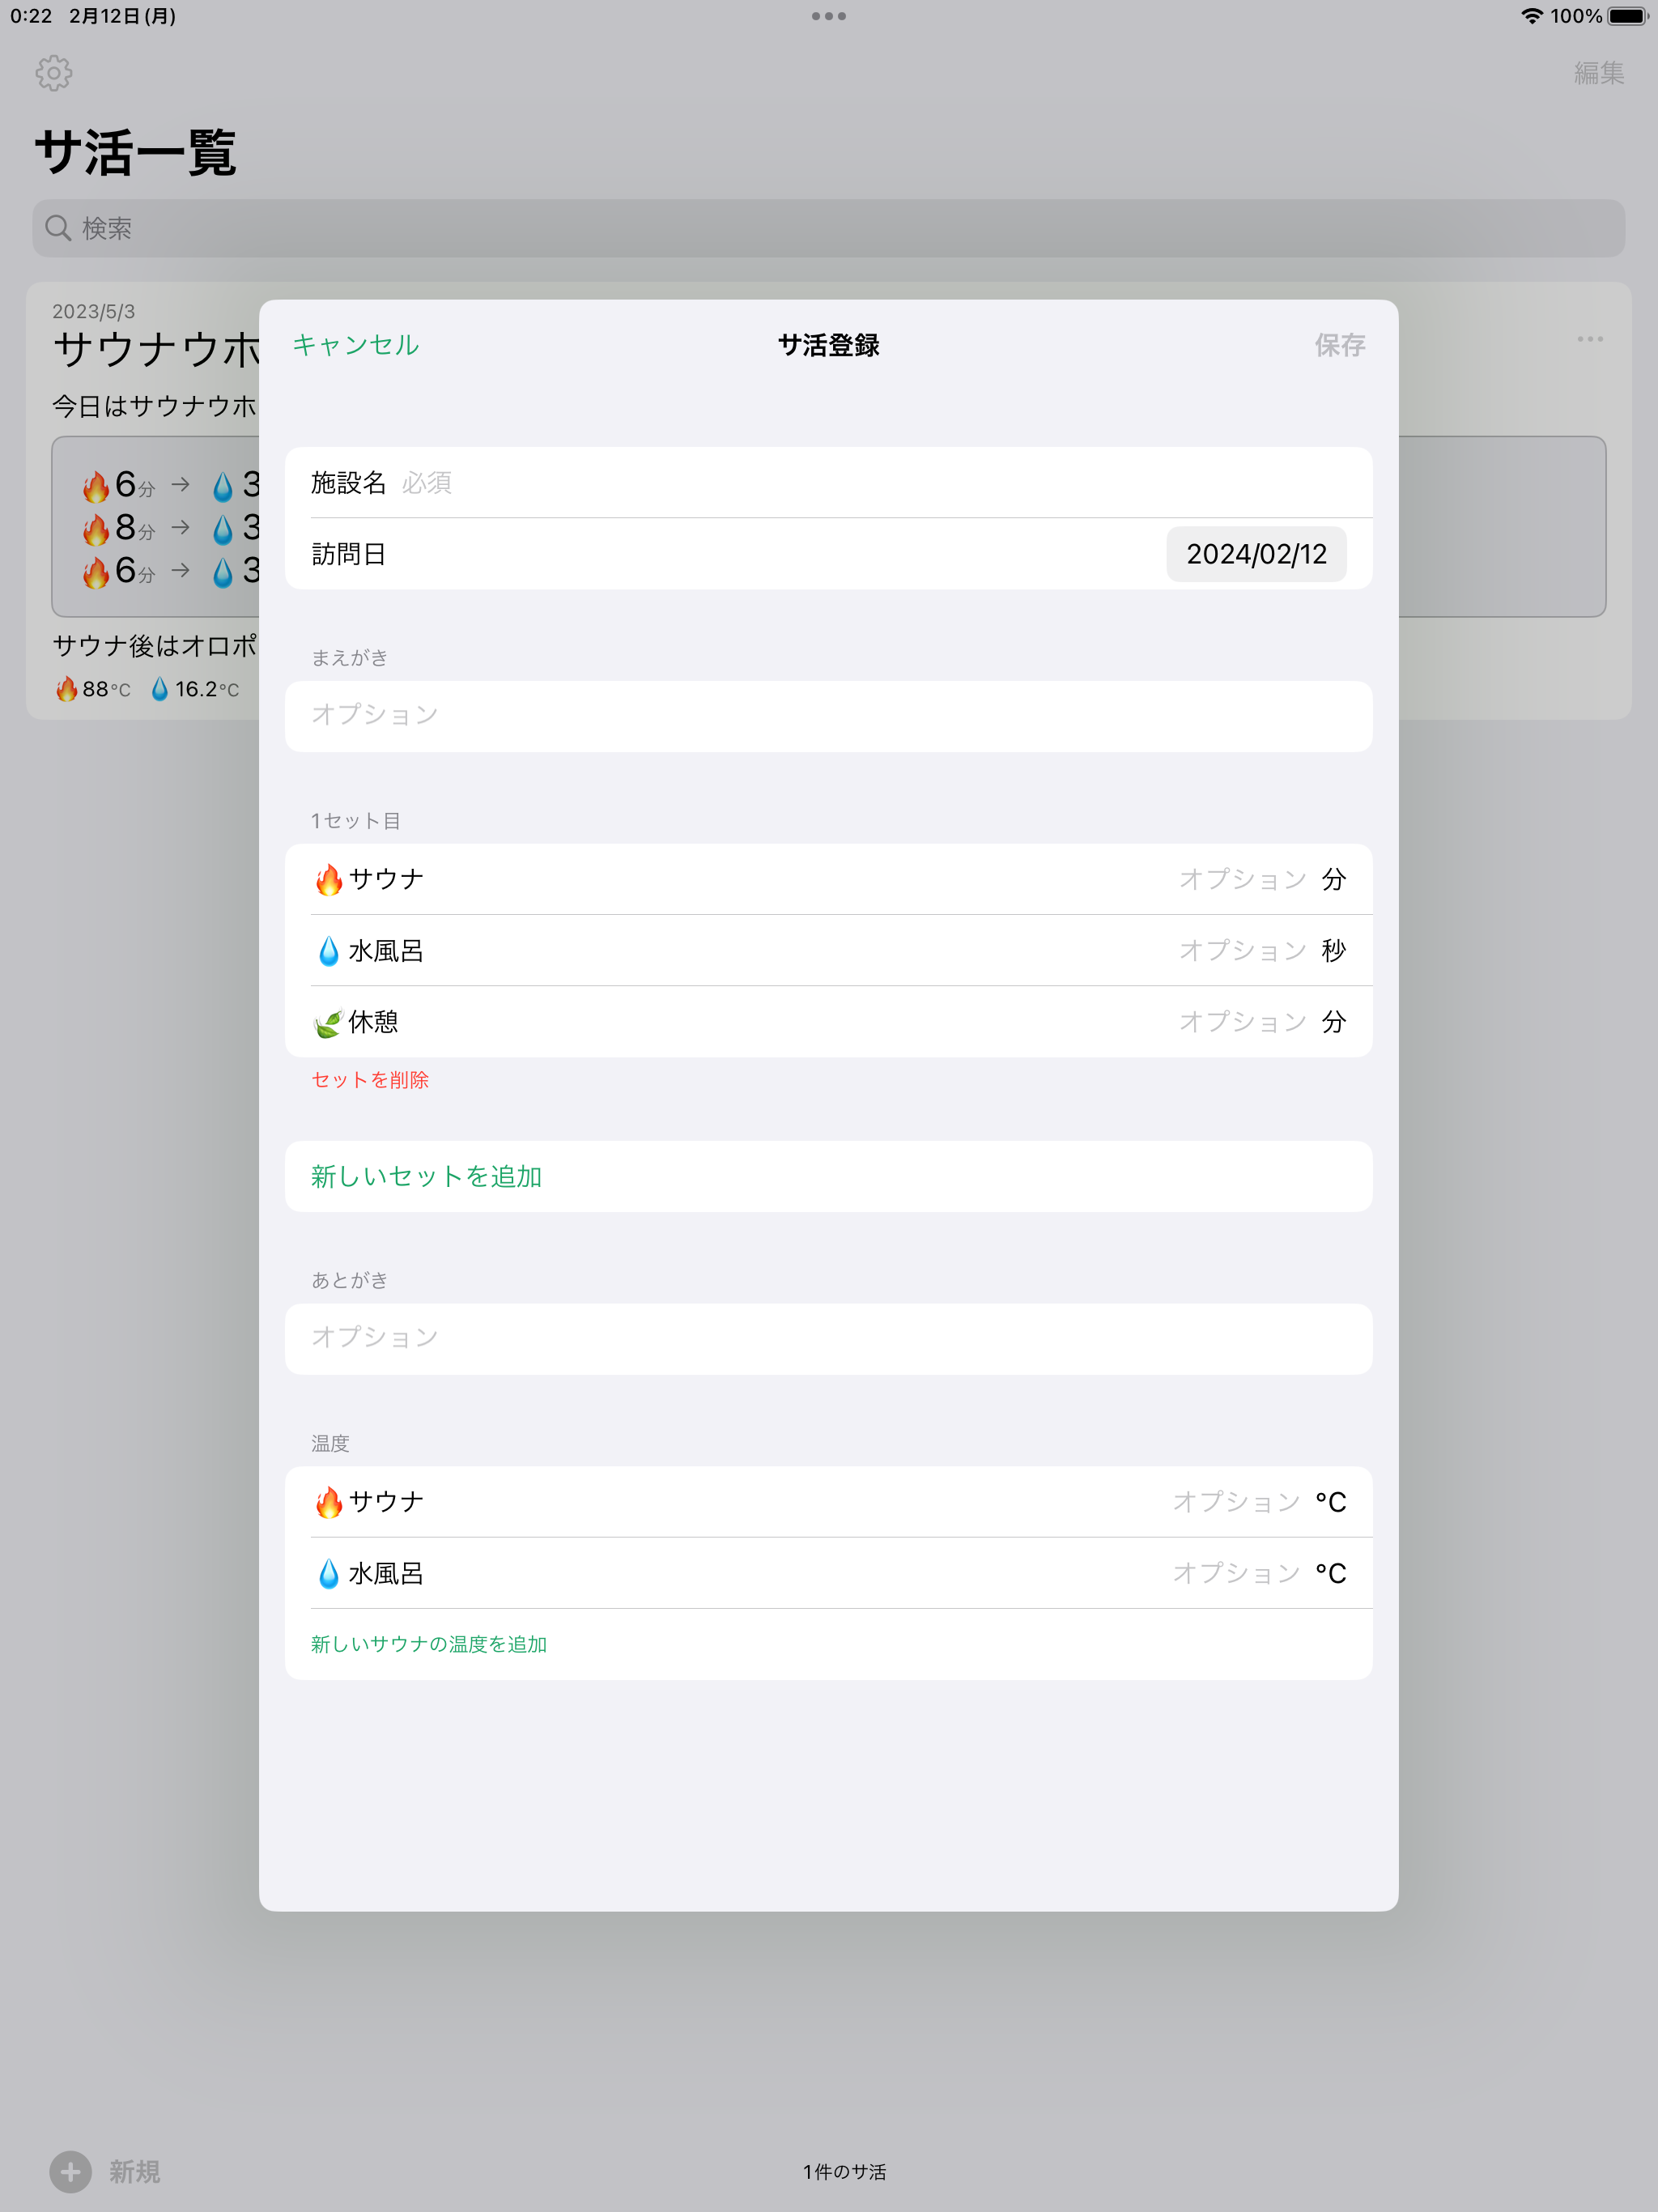 0:22 2月12日(月)
100%
編集
サ活一覧
検索
2023/5/3
サウナウホ
今日はサウナウホ
6分 → 3
8分 → 3
6分 → 3
サウナ後はオロポ
88°C 16.2°C
キャンセル サ活登録 保存
施設名 必須
訪問日 2024/02/12
まえがき
オプション
1セット目
サウナ オプション 分
水風呂 オプション 秒
休憩 オプション 分
セットを削除
新しいセットを追加
あとがき
オプション
温度
サウナ オプション °C
水風呂 オプション °C
新しいサウナの温度を追加
新規
1件のサ活